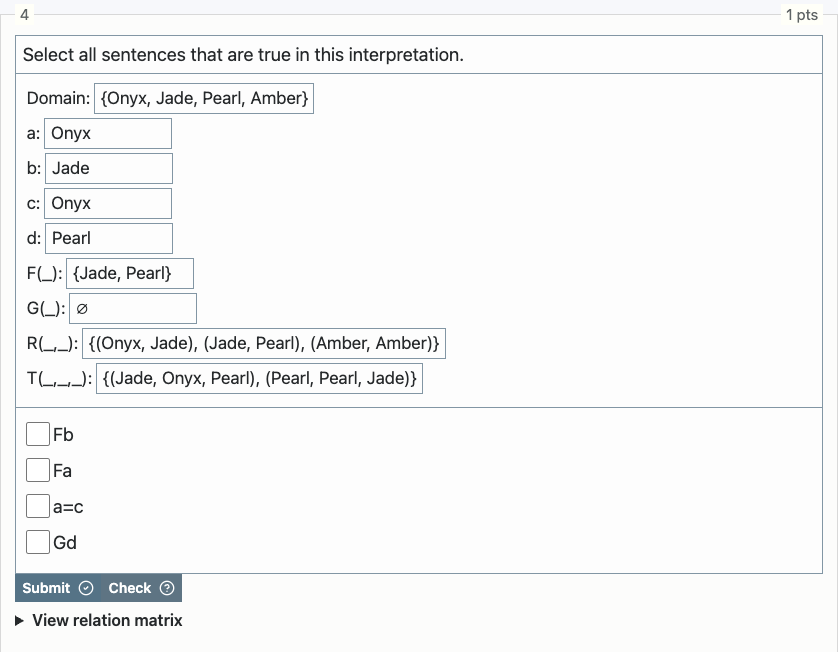 4
1 pts
Select all sentences that are true in this interpretation.
Domain: {Onyx, Jade, Pearl, Amber}
a: Onyx
b: Jade
c: Onyx
d: Pearl
F(_): {Jade, Pearl}
G(_): ∅
R(_,_): {(Onyx, Jade), (Jade, Pearl), (Amber, Amber)}
T(_,_,_): {(Jade, Onyx, Pearl), (Pearl, Pearl, Jade)}
Fb
Fa
a=c
Gd
Submit Check
View relation matrix